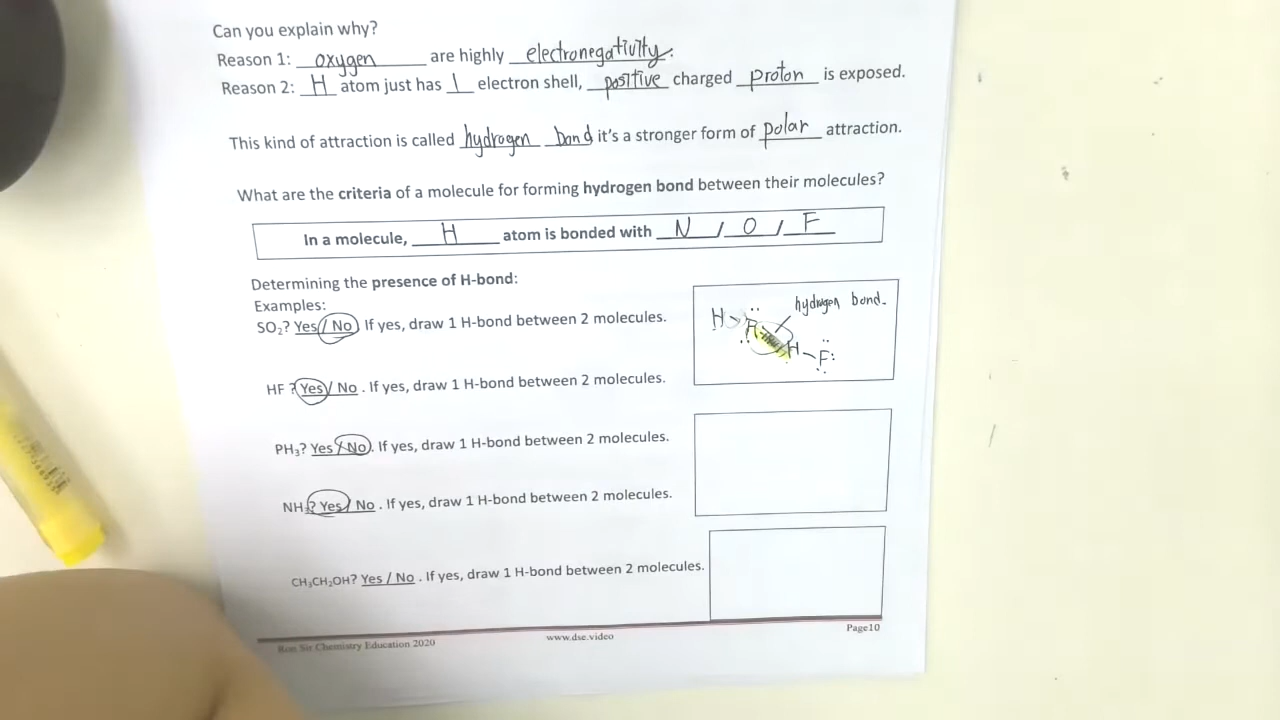 Can you explain why?
Reason 1: oxygen are highly electronegativity.
Reason 2: H atom just has 1 electron shell, positive charged proton is exposed.
This kind of attraction is called hydrogen bond it's a stronger form of polar attraction.
What are the criteria of a molecule for forming hydrogen bond between their molecules?
In a molecule, H atom is bonded with N / O / F
Determining the presence of H-bond:
Examples:
SO₂? Yes / No If yes, draw 1 H-bond between 2 molecules.
hydrogen bond.
H F H F
HF ? Yes / No . If yes, draw 1 H-bond between 2 molecules.
PH₃? Yes / No. If yes, draw 1 H-bond between 2 molecules.
NH₃? Yes / No . If yes, draw 1 H-bond between 2 molecules.
CH₃CH₂OH? Yes / No . If yes, draw 1 H-bond between 2 molecules.
Ron Sir Chemistry Education 2020 www.dse.video Page10